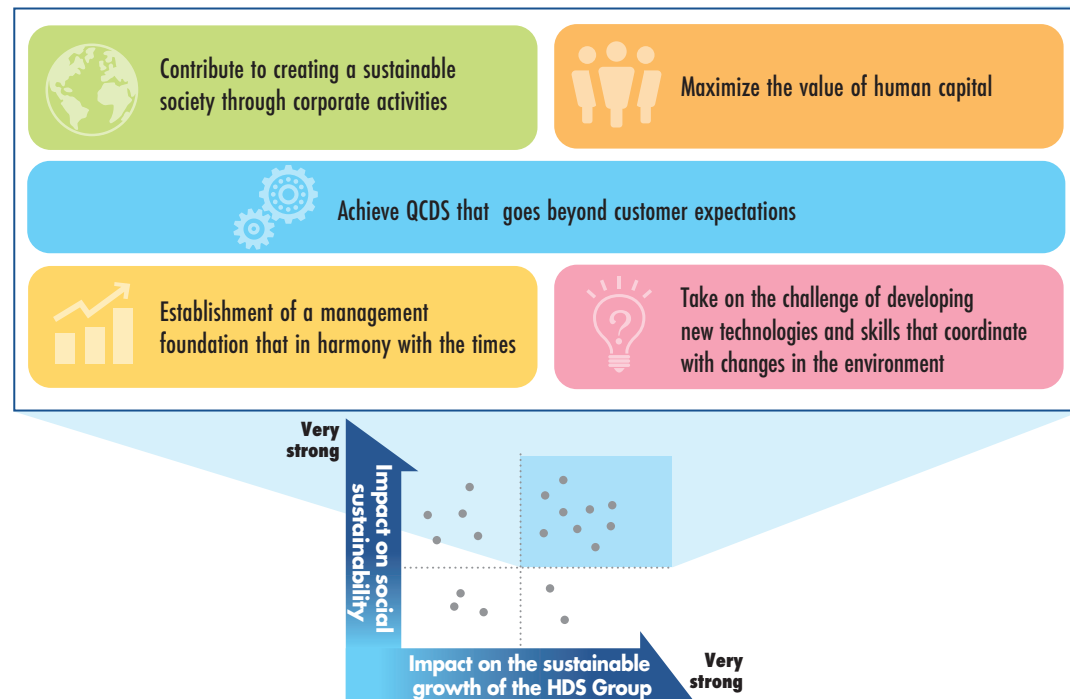 Contribute to creating a sustainable
society through corporate activities
Maximize the value of human capital
Achieve QCDS that goes beyond customer expectations
Establishment of a management
foundation that in harmony with the times
Take on the challenge of developing
new technologies and skills that coordinate
with changes in the environment
Very
strong
Impact on social
sustainability
Impact on the sustainable
growth of the HDS Group
Very
strong